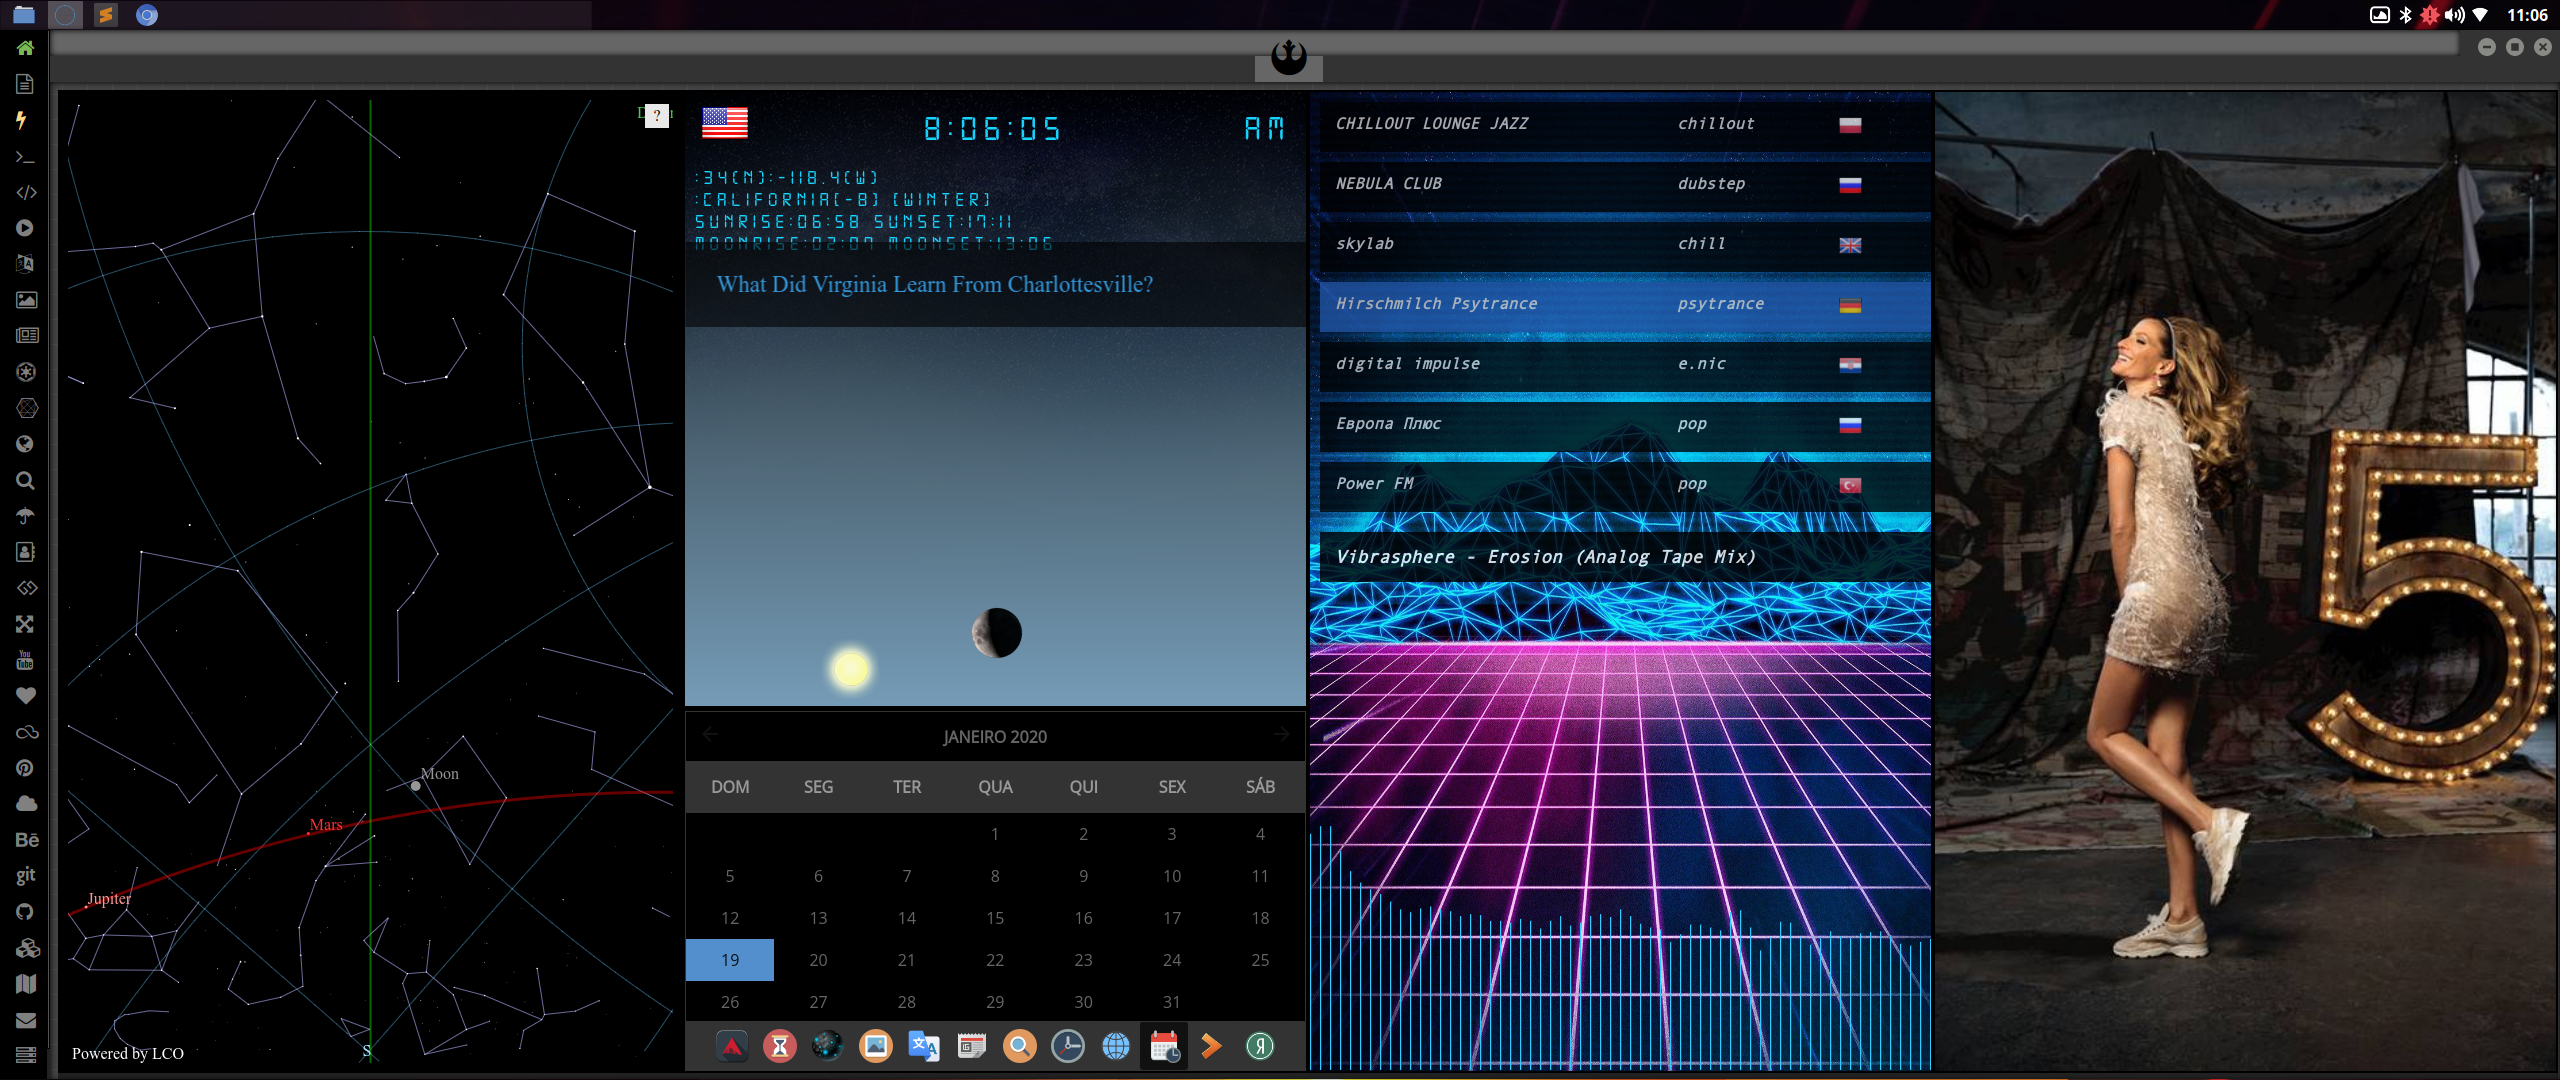 11:06
?
Moon
Mars
Jupiter
S
Powered by LCO
You
Tube
Bē
git
8:06:05 AM
:34(N):-118.4(W)
:CALIFORNIA(-8) [WINTER]
SUNRISE:06:58 SUNSET:17:11
MOONRISE:02:07 MOONSET:13:06
What Did Virginia Learn From Charlottesville?
JANEIRO 2020
DOM SEG TER QUA QUI SEX SÁB
1 2 3 4
5 6 7 8 9 10 11
12 13 14 15 16 17 18
19 20 21 22 23 24 25
26 27 28 29 30 31
CHILLOUT LOUNGE JAZZ chillout
NEBULA CLUB dubstep
skylab chill
Hirschmilch Psytrance psytrance
digital impulse e.nic
Европа Плюс pop
Power FM pop
Vibrasphere - Erosion (Analog Tape Mix)
5